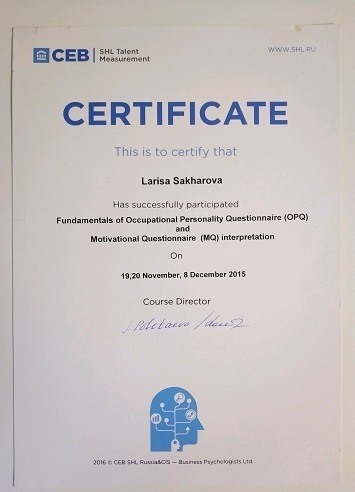 CEB SHL Talent
Measurement
WWW.SHL.RU
CERTIFICATE
This is to certify that
Larisa Sakharova
Has successfully participated
Fundamentals of Occupational Personality Questionnaire (OPQ)
and
Motivational Questionnaire (MQ) interpretation
On
19,20 November, 8 December 2015
Course Director
2016 © CEB SHL Russia&CIS — Business Psychologists Ltd.